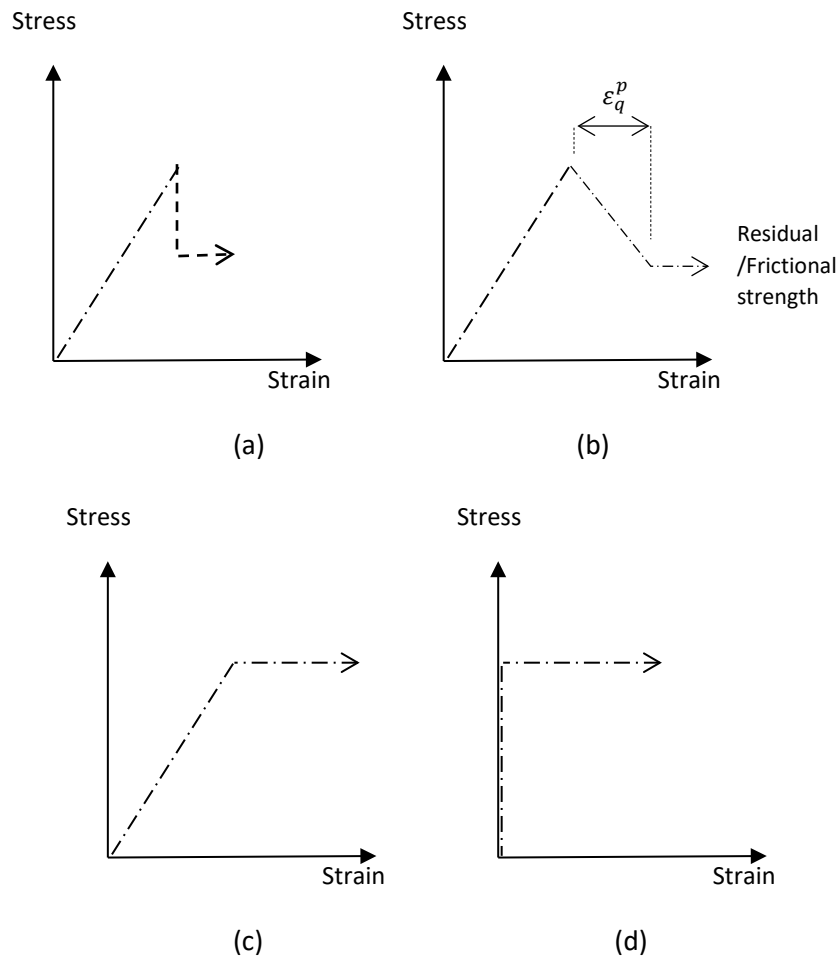 Stress
Stress
ε_q^p
Residual
/Frictional
strength
Strain
Strain
(a)
(b)
Stress
Stress
Strain
Strain
(c)
(d)